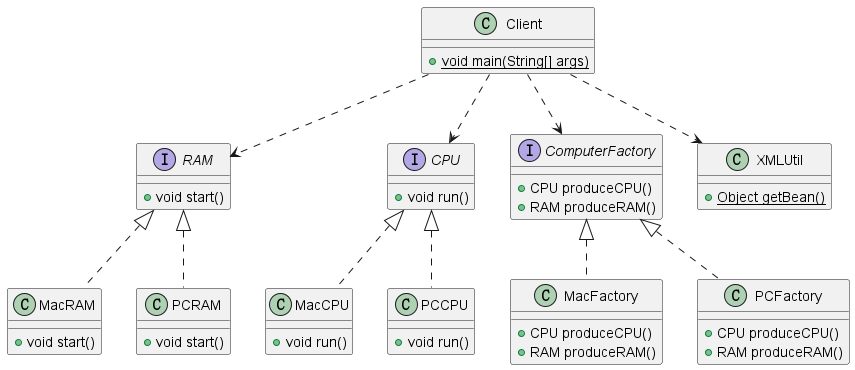 C Client
void main(String[] args)
I RAM
void start()
I CPU
void run()
I ComputerFactory
CPU produceCPU()
RAM produceRAM()
C XMLUtil
Object getBean()
C MacRAM
void start()
C PCRAM
void start()
C MacCPU
void run()
C PCCPU
void run()
C MacFactory
CPU produceCPU()
RAM produceRAM()
C PCFactory
CPU produceCPU()
RAM produceRAM()